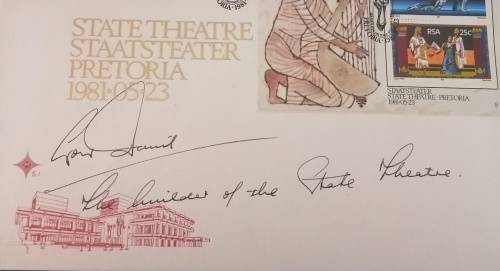 STATE THEATRE
STAATSTEATER
PRETORIA
1981·05·23
RSA 25c
STAATSTEATER
STATE THEATRE · PRETORIA
1981·05·23
S.1
The builder of the State Theatre.